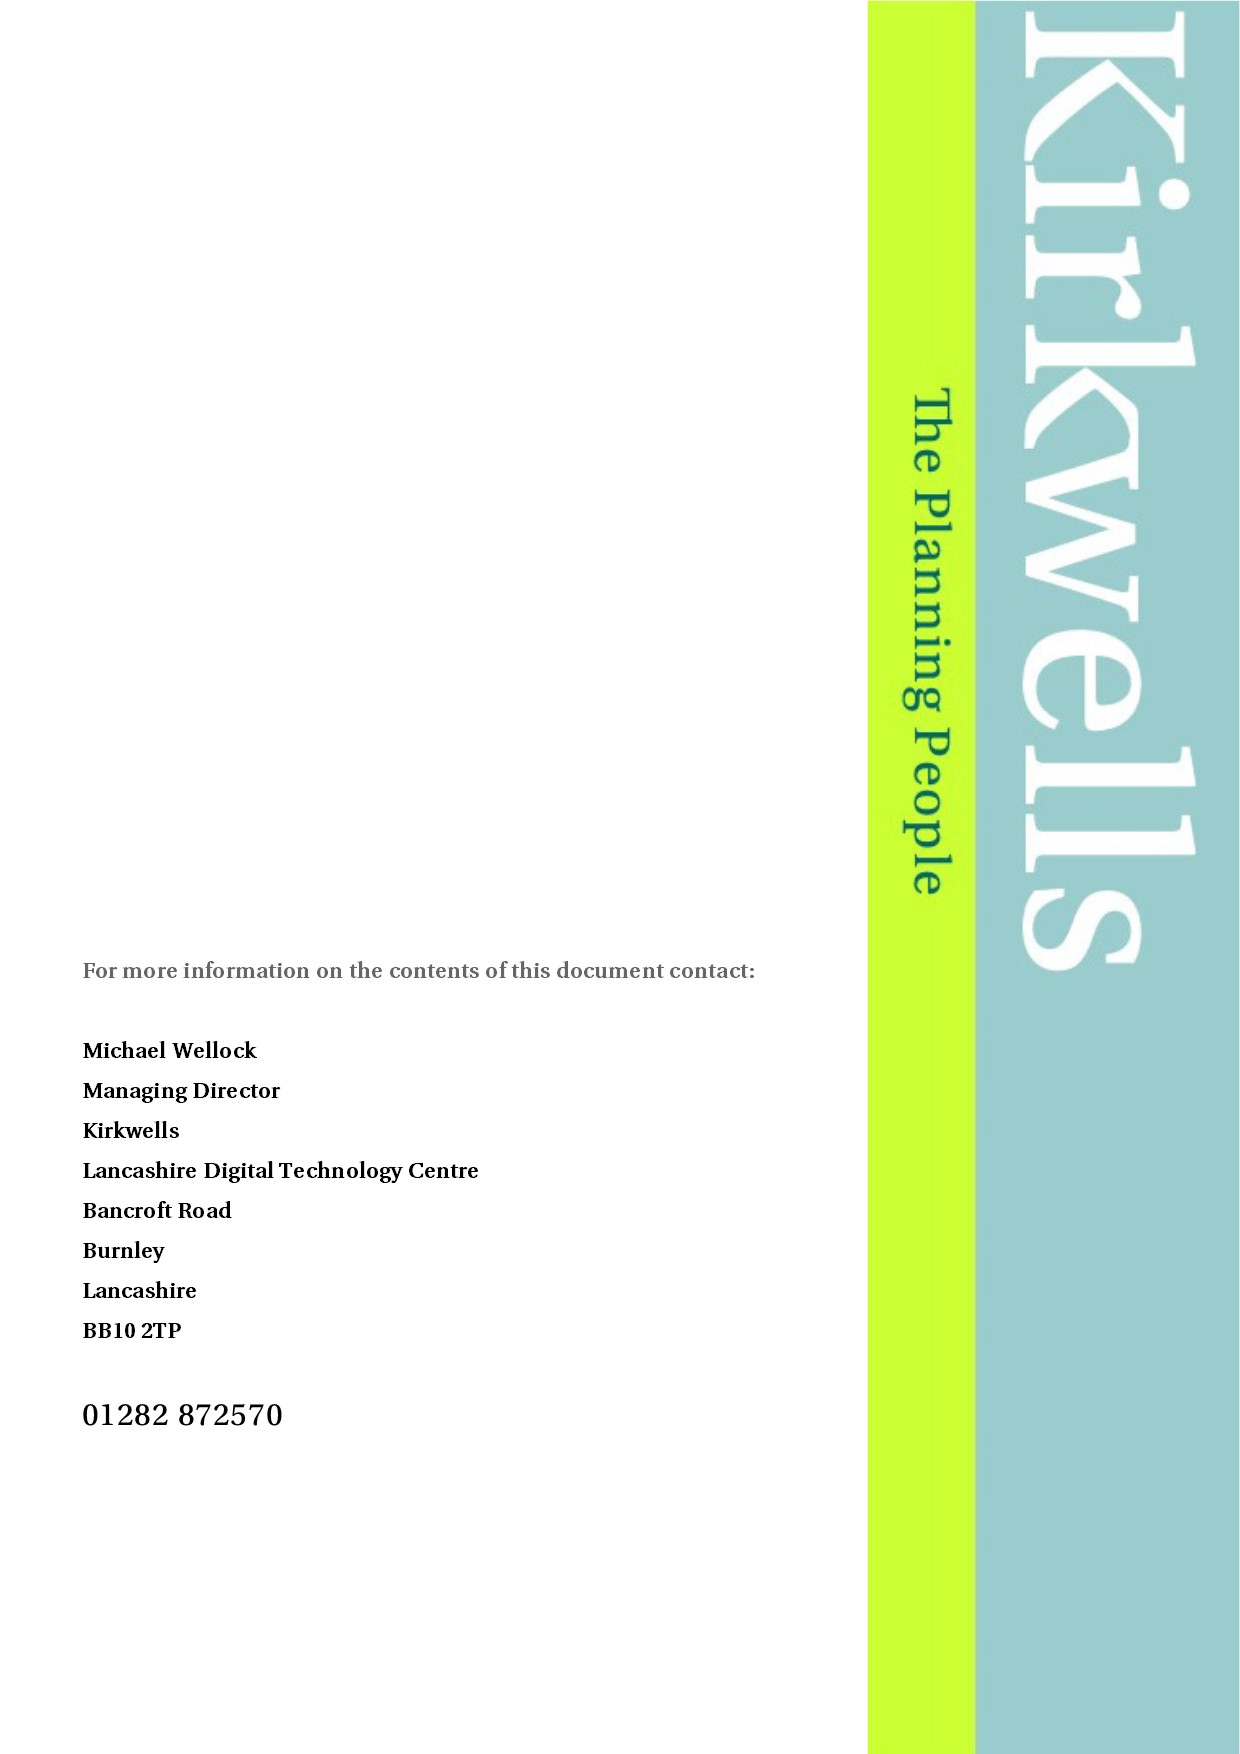 Kirkwells
The Planning People
For more information on the contents of this document contact:
Michael Wellock
Managing Director
Kirkwells
Lancashire Digital Technology Centre
Bancroft Road
Burnley
Lancashire
BB10 2TP
01282 872570